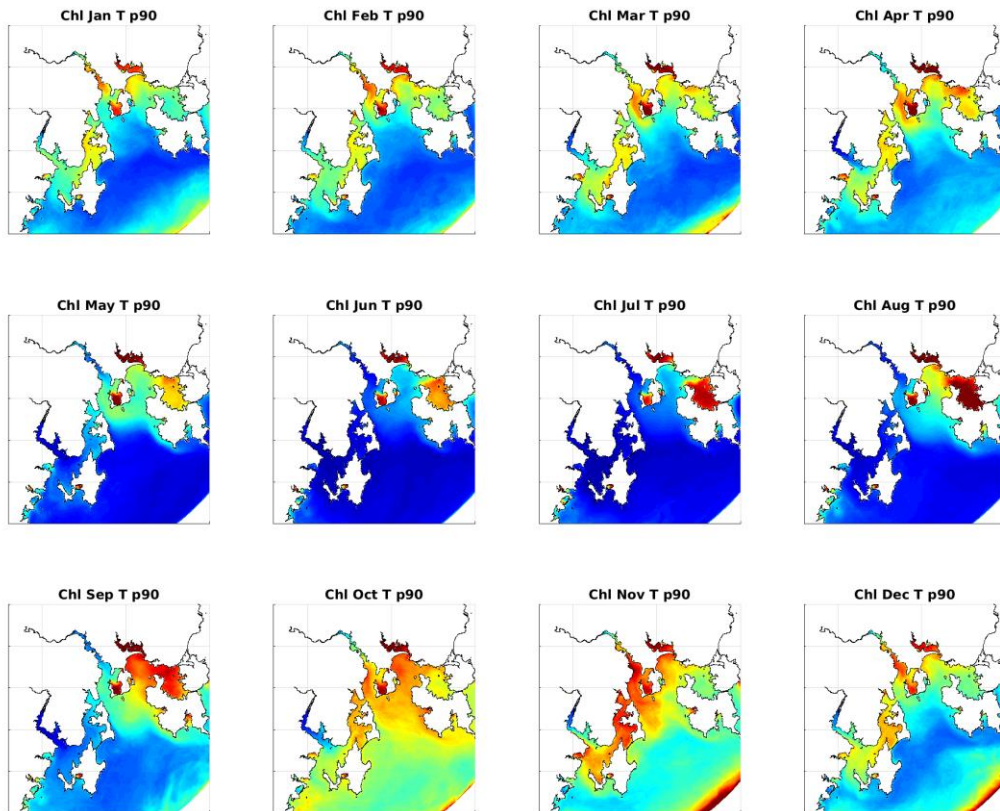 Chl Jan T p90
Chl Feb T p90
Chl Mar T p90
Chl Apr T p90
Chl May T p90
Chl Jun T p90
Chl Jul T p90
Chl Aug T p90
Chl Sep T p90
Chl Oct T p90
Chl Nov T p90
Chl Dec T p90